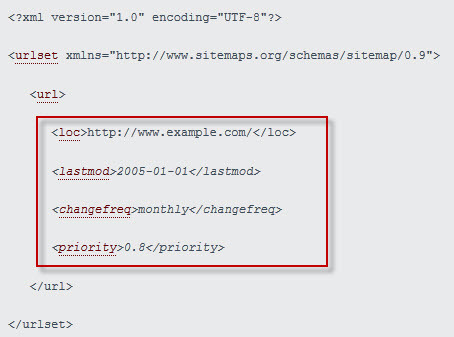 <?xml version="1.0" encoding="UTF-8"?>
<urlset xmlns="http://www.sitemaps.org/schemas/sitemap/0.9">
<url>
<loc>http://www.example.com/</loc>
<lastmod>2005-01-01</lastmod>
<changefreq>monthly</changefreq>
<priority>0.8</priority>
</url>
</urlset>